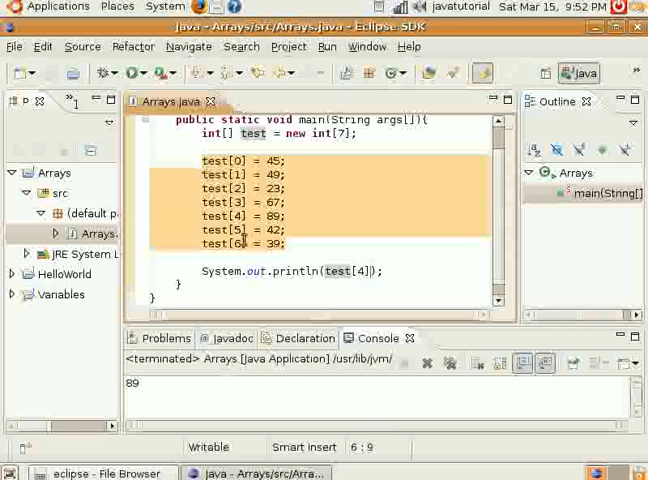 Applications Places System javatutorial Sat Mar 15, 9:52 PM
Java - Arrays/src/Arrays.java - Eclipse SDK
File Edit Source Refactor Navigate Search Project Run Window Help
Java
P
Arrays.java
Outline
public static void main(String args[]){
int[] test = new int[7];
test[0] = 45;
test[1] = 49;
test[2] = 23;
test[3] = 67;
test[4] = 89;
test[5] = 42;
test[6] = 39;
System.out.println(test[4]);
}
}
Arrays
src
(default p
Arrays.
JRE System L
HelloWorld
Variables
Arrays
main(String[]
Problems Javadoc Declaration Console
<terminated> Arrays [Java Application] /usr/lib/jvm/
89
Writable Smart Insert 6 : 9
eclipse - File Browser Java - Arrays/src/Arra...